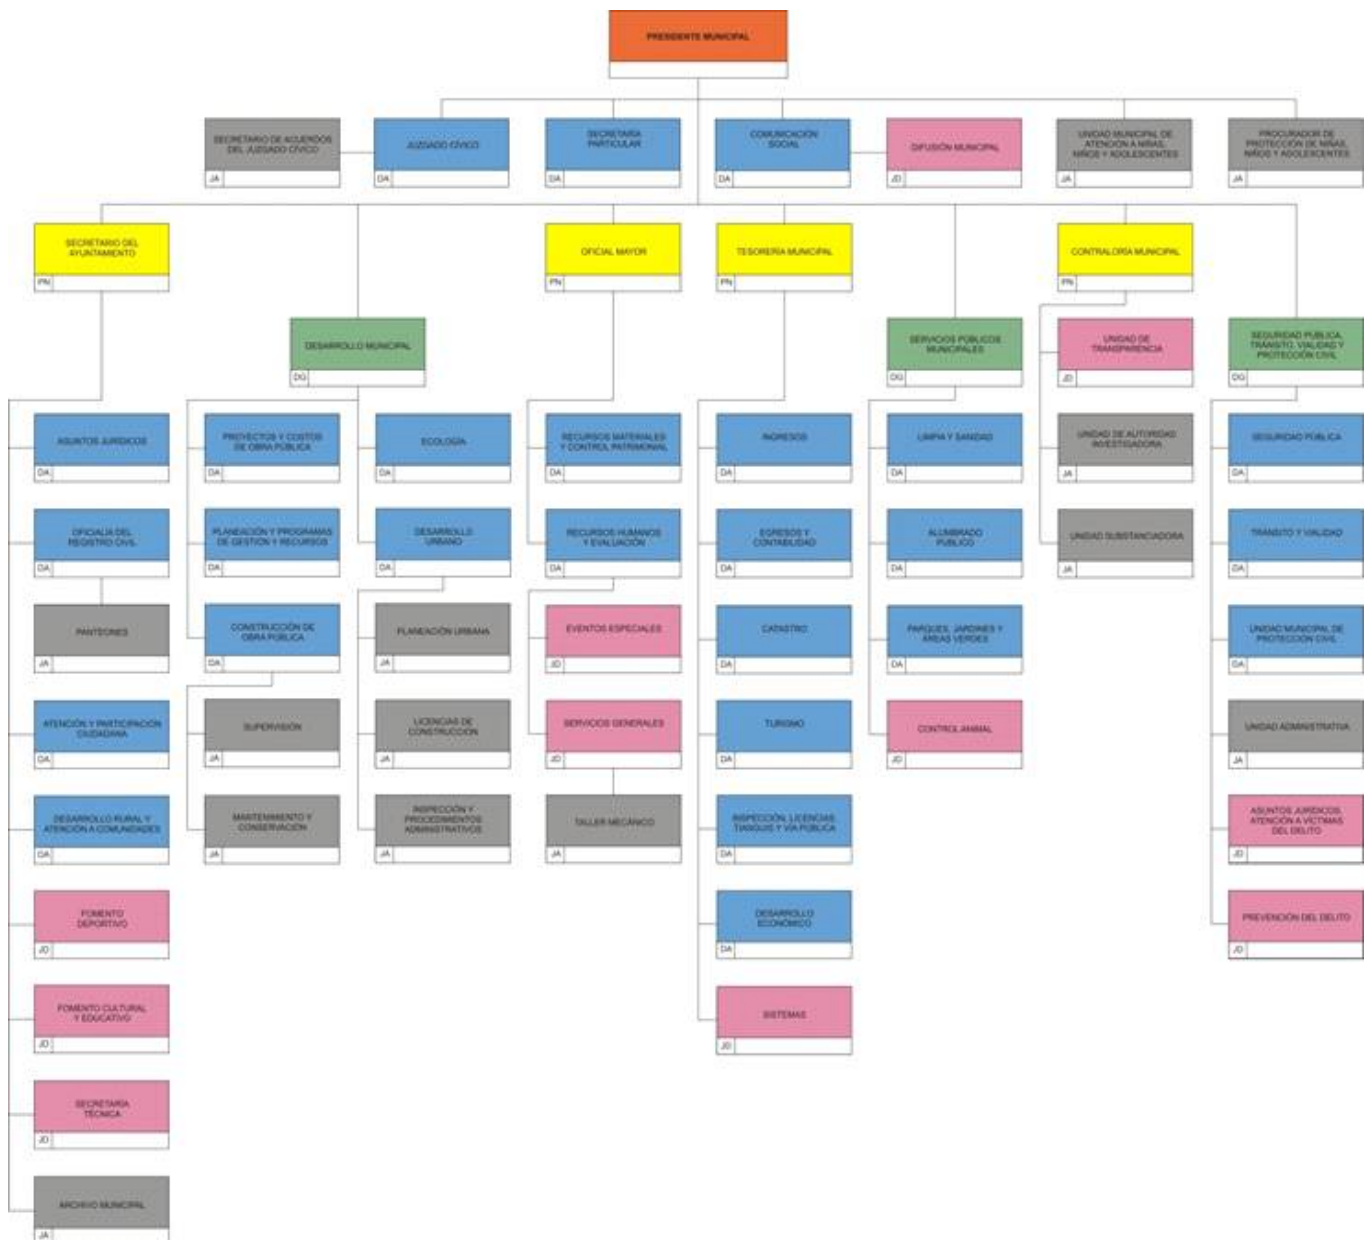 PRESIDENTE MUNICIPAL
SECRETARIO DE ACUERDOS
DEL JUZGADO CÍVICO
JA
JUZGADO CÍVICO
DA
SECRETARÍA
PARTICULAR
DA
COMUNICACIÓN
SOCIAL
DA
DIFUSIÓN MUNICIPAL
JD
UNIDAD MUNICIPAL DE
ATENCIÓN A NIÑAS,
NIÑOS Y ADOLESCENTES
JA
PROCURADOR DE
PROTECCIÓN DE NIÑAS,
NIÑOS Y ADOLESCENTES
JA
SECRETARIO DEL
AYUNTAMIENTO
PN
OFICIAL MAYOR
PN
TESORERÍA MUNICIPAL
PN
CONTRALORÍA MUNICIPAL
PN
DESARROLLO MUNICIPAL
DG
SERVICIOS PÚBLICOS
MUNICIPALES
DG
UNIDAD DE
TRANSPARENCIA
JD
SEGURIDAD PÚBLICA,
TRÁNSITO, VIALIDAD Y
PROTECCIÓN CIVIL
DG
ASUNTOS JURÍDICOS
DA
PROYECTOS Y COSTOS
DE OBRA PÚBLICA
DA
ECOLOGÍA
DA
RECURSOS MATERIALES
Y CONTROL PATRIMONIAL
DA
INGRESOS
DA
LIMPIA Y SANIDAD
DA
UNIDAD DE AUTORIDAD
INVESTIGADORA
JA
SEGURIDAD PÚBLICA
DA
OFICIALÍA DEL
REGISTRO CIVIL
DA
PLANEACIÓN Y PROGRAMAS
DE GESTIÓN Y RECURSOS
DA
DESARROLLO
URBANO
DA
RECURSOS HUMANOS
Y EVALUACIÓN
DA
EGRESOS Y
CONTABILIDAD
DA
ALUMBRADO
PÚBLICO
DA
UNIDAD SUBSTANCIADORA
JA
TRÁNSITO Y VIALIDAD
DA
PANTEONES
JA
CONSTRUCCIÓN DE
OBRA PÚBLICA
DA
PLANEACIÓN URBANA
JA
EVENTOS ESPECIALES
JD
CATASTRO
DA
PARQUES, JARDINES Y
ÁREAS VERDES
DA
UNIDAD MUNICIPAL DE
PROTECCIÓN CIVIL
DA
ATENCIÓN Y PARTICIPACIÓN
CIUDADANA
DA
SUPERVISIÓN
JA
LICENCIAS DE
CONSTRUCCIÓN
JA
SERVICIOS GENERALES
JD
TURISMO
DA
CONTROL ANIMAL
JD
UNIDAD ADMINISTRATIVA
JA
DESARROLLO RURAL Y
ATENCIÓN A COMUNIDADES
DA
MANTENIMIENTO Y
CONSERVACIÓN
JA
INSPECCIÓN Y
PROCEDIMIENTOS
ADMINISTRATIVOS
JA
TALLER MECÁNICO
JA
INSPECCIÓN, LICENCIAS,
TIANGUIS Y VÍA PÚBLICA
DA
ASUNTOS JURÍDICOS,
ATENCIÓN A VÍCTIMAS
DEL DELITO
JD
FOMENTO
DEPORTIVO
JD
DESARROLLO
ECONÓMICO
DA
PREVENCIÓN DEL DELITO
JD
FOMENTO CULTURAL
Y EDUCATIVO
JD
SISTEMAS
JD
SECRETARÍA
TÉCNICA
JD
ARCHIVO MUNICIPAL
JA